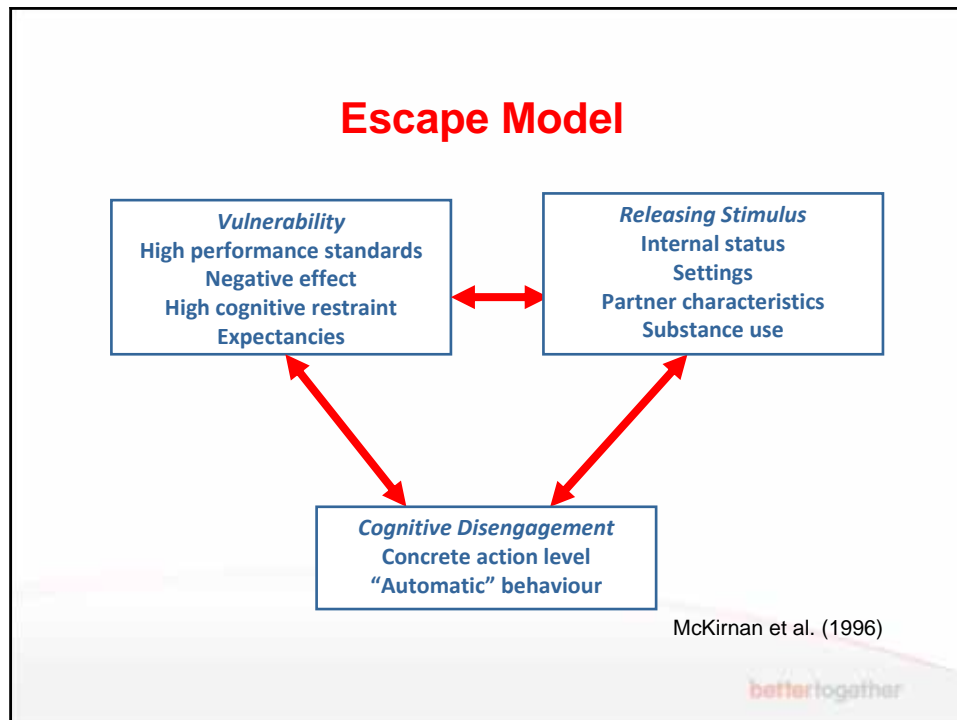 Escape Model
Vulnerability
High performance standards
Negative effect
High cognitive restraint
Expectancies
Releasing Stimulus
Internal status
Settings
Partner characteristics
Substance use
Cognitive Disengagement
Concrete action level
“Automatic” behaviour
McKirnan et al. (1996)
bettertogether